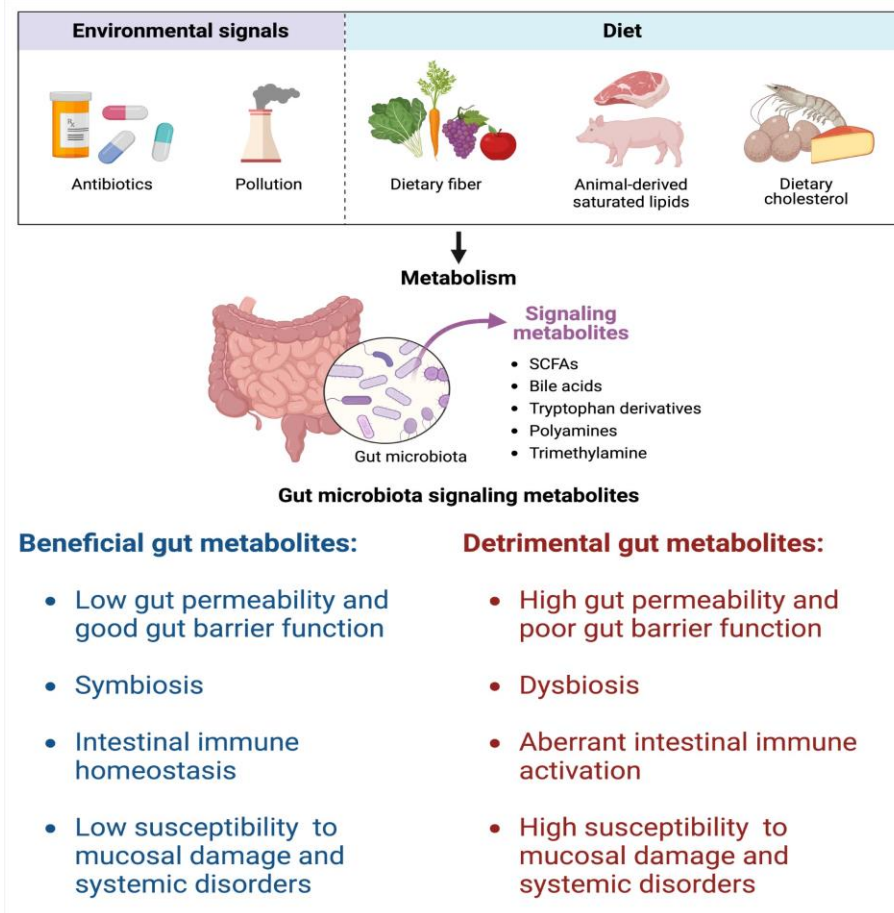 Environmental signals
Diet
Rx
Antibiotics
Pollution
Dietary fiber
Animal-derived
saturated lipids
Dietary
cholesterol
Metabolism
Signaling
metabolites
• SCFAs
• Bile acids
• Tryptophan derivatives
• Polyamines
• Trimethylamine
Gut microbiota
Gut microbiota signaling metabolites
Beneficial gut metabolites:
• Low gut permeability and
good gut barrier function
• Symbiosis
• Intestinal immune
homeostasis
• Low susceptibility to
mucosal damage and
systemic disorders
Detrimental gut metabolites:
• High gut permeability and
poor gut barrier function
• Dysbiosis
• Aberrant intestinal immune
activation
• High susceptibility to
mucosal damage and
systemic disorders